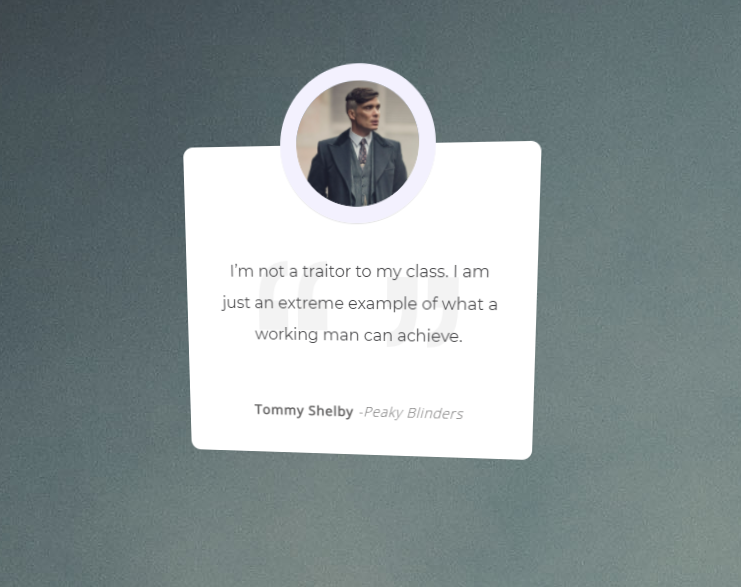 I'm not a traitor to my class. I am
just an extreme example of what a
working man can achieve.
Tommy Shelby -Peaky Blinders